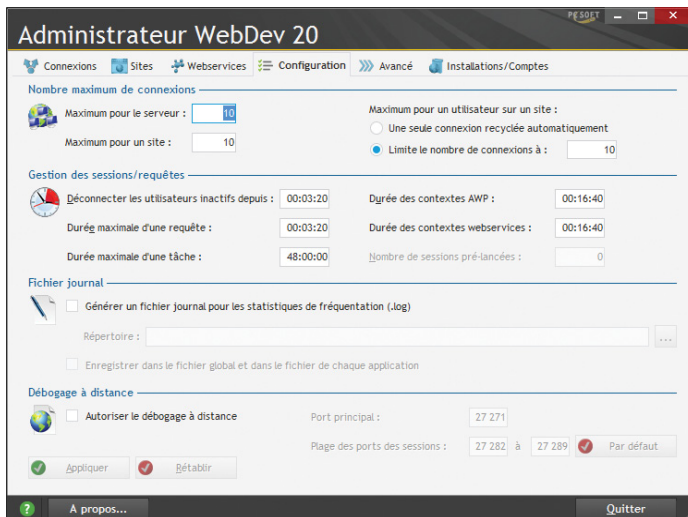 PC SOFT
Administrateur WebDev 20
Connexions Sites Webservices Configuration Avancé Installations/Comptes
Nombre maximum de connexions
Maximum pour le serveur : 10
Maximum pour un site : 10
Maximum pour un utilisateur sur un site :
Une seule connexion recyclée automatiquement
Limite le nombre de connexions à : 10
Gestion des sessions/requêtes
Déconnecter les utilisateurs inactifs depuis : 00:03:20 Durée des contextes AWP : 00:16:40
Durée maximale d'une requête : 00:03:20 Durée des contextes webservices : 00:16:40
Durée maximale d'une tâche : 48:00:00 Nombre de sessions pré-lancées : 0
Fichier journal
Générer un fichier journal pour les statistiques de fréquentation (.log)
Répertoire : ...
Enregistrer dans le fichier global et dans le fichier de chaque application
Débogage à distance
Autoriser le débogage à distance Port principal : 27 271
Plage des ports des sessions : 27 282 à 27 289 Par défaut
Appliquer Rétablir
? A propos... Quitter